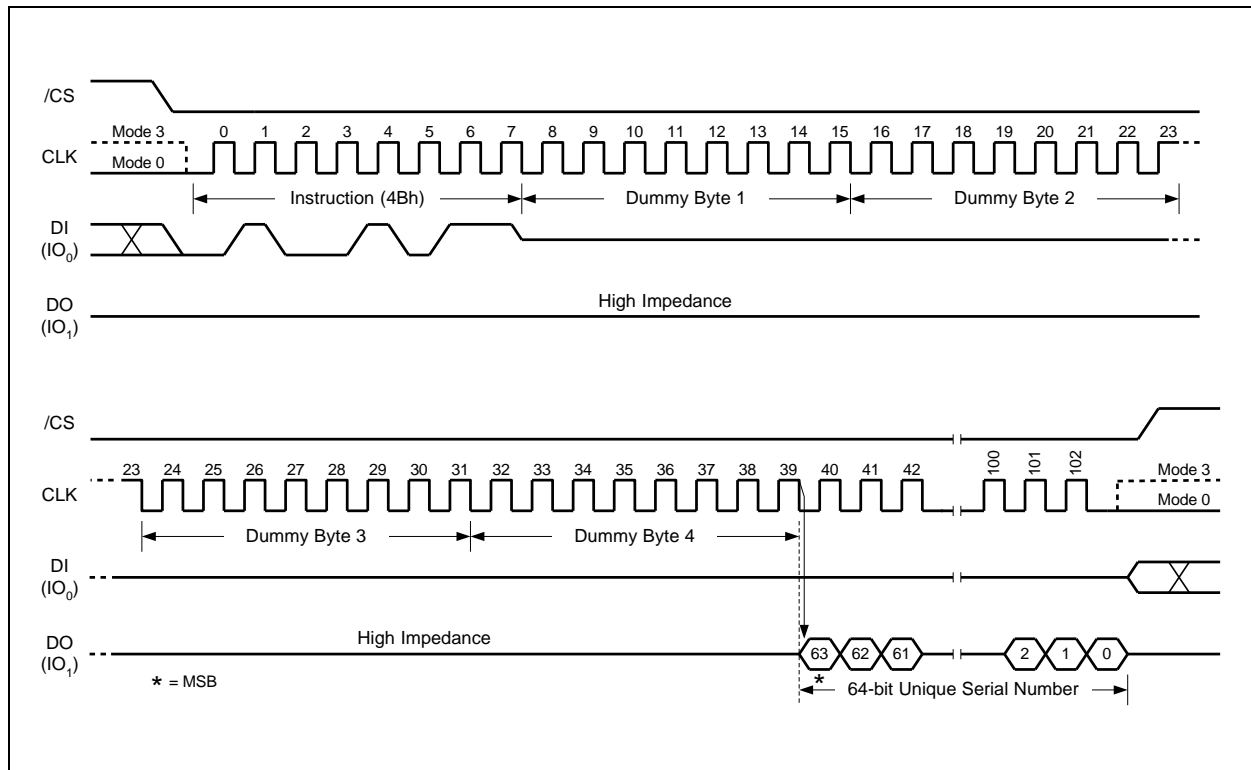 /CS
Mode 3 0 1 2 3 4 5 6 7 8 9 10 11 12 13 14 15 16 17 18 19 20 21 22 23
CLK
Mode 0
Instruction (4Bh) Dummy Byte 1 Dummy Byte 2
DI
(IO0)
High Impedance
DO
(IO1)
/CS
23 24 25 26 27 28 29 30 31 32 33 34 35 36 37 38 39 40 41 42 100 101 102 Mode 3
CLK
Mode 0
Dummy Byte 3 Dummy Byte 4
DI
(IO0)
High Impedance
DO
(IO1)
63 62 61 2 1 0
* = MSB
*
64-bit Unique Serial Number